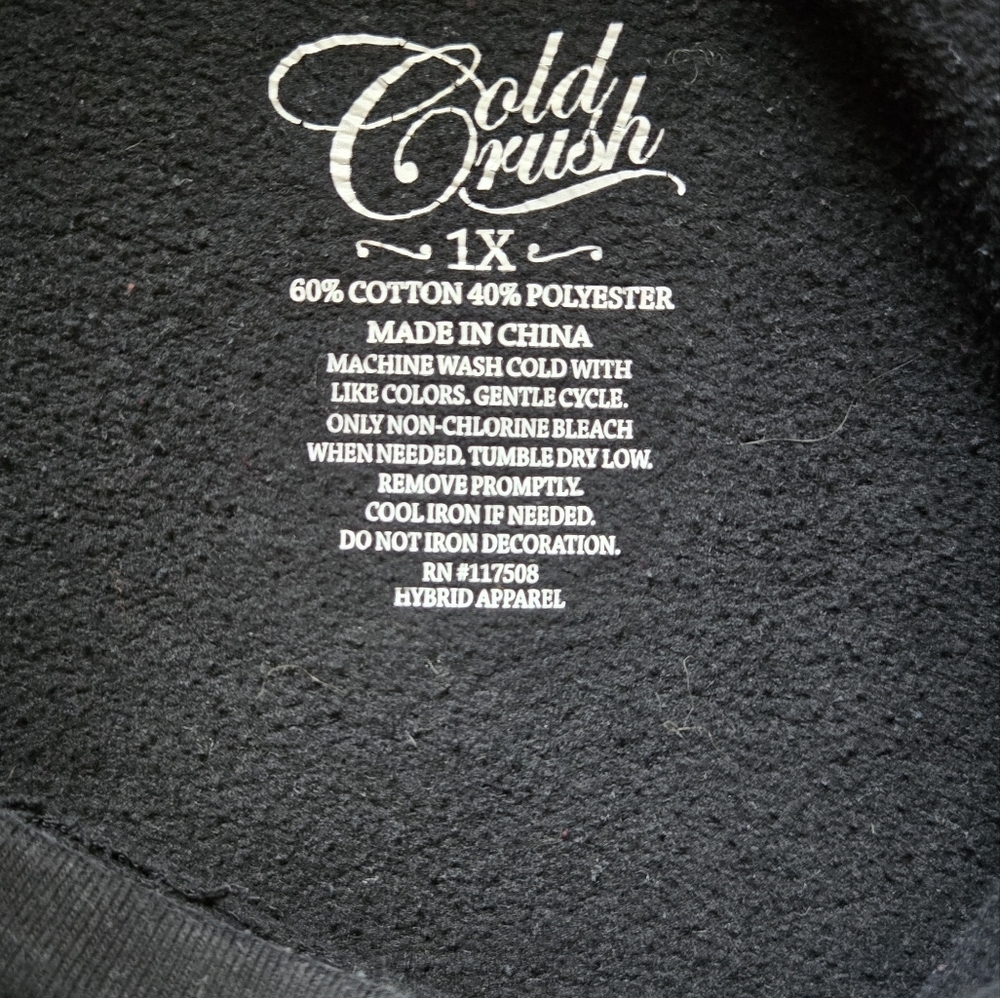 Cold
Crush
1X
60% COTTON 40% POLYESTER
MADE IN CHINA
MACHINE WASH COLD WITH
LIKE COLORS. GENTLE CYCLE.
ONLY NON-CHLORINE BLEACH
WHEN NEEDED. TUMBLE DRY LOW.
REMOVE PROMPTLY.
COOL IRON IF NEEDED.
DO NOT IRON DECORATION.
RN #117508
HYBRID APPAREL